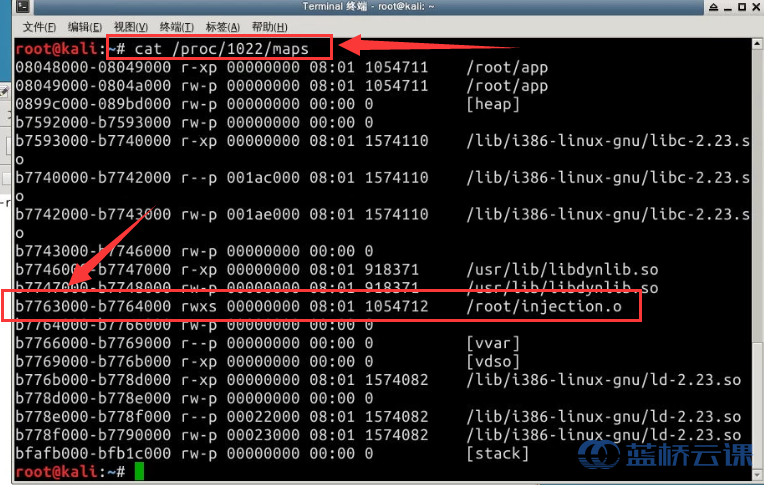 Terminal 终端 - root@kali: ~
文件(F) 编辑(E) 视图(V) 终端(T) 标签(A) 帮助(H)
root@kali:~# cat /proc/1022/maps
08048000-08049000 r-xp 00000000 08:01 1054711 /root/app
08049000-0804a000 rw-p 00000000 08:01 1054711 /root/app
0899c000-089bd000 rw-p 00000000 00:00 0 [heap]
b7592000-b7593000 rw-p 00000000 00:00 0
b7593000-b7740000 r-xp 00000000 08:01 1574110 /lib/i386-linux-gnu/libc-2.23.s
o
b7740000-b7742000 r--p 001ac000 08:01 1574110 /lib/i386-linux-gnu/libc-2.23.s
o
b7742000-b7743000 rw-p 001ae000 08:01 1574110 /lib/i386-linux-gnu/libc-2.23.s
o
b7743000-b7746000 rw-p 00000000 00:00 0
b7746000-b7747000 r-xp 00000000 08:01 918371 /usr/lib/libdynlib.so
b7747000-b7748000 rw-p 00000000 08:01 918371 /usr/lib/libdynlib.so
b7763000-b7764000 rwxs 00000000 08:01 1054712 /root/injection.o
b7764000-b7766000 rw-p 00000000 00:00 0
b7766000-b7769000 r--p 00000000 00:00 0 [vvar]
b7769000-b776b000 r-xp 00000000 00:00 0 [vdso]
b776b000-b778d000 r-xp 00000000 08:01 1574082 /lib/i386-linux-gnu/ld-2.23.so
b778d000-b778e000 rw-p 00000000 00:00 0
b778e000-b778f000 r--p 00022000 08:01 1574082 /lib/i386-linux-gnu/ld-2.23.so
b778f000-b7790000 rw-p 00023000 08:01 1574082 /lib/i386-linux-gnu/ld-2.23.so
bfafb000-bfb1c000 rw-p 00000000 00:00 0 [stack]
root@kali:~#
蓝桥云课